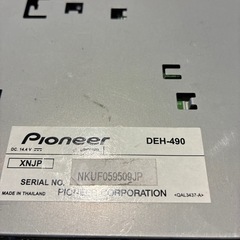 Pioneer DEH-490
DC 14.4 V
XNJP
SERIAL NO. NKUF059509JP
MADE IN THAILAND PIONEER CORPORATION <QAL3437-A>